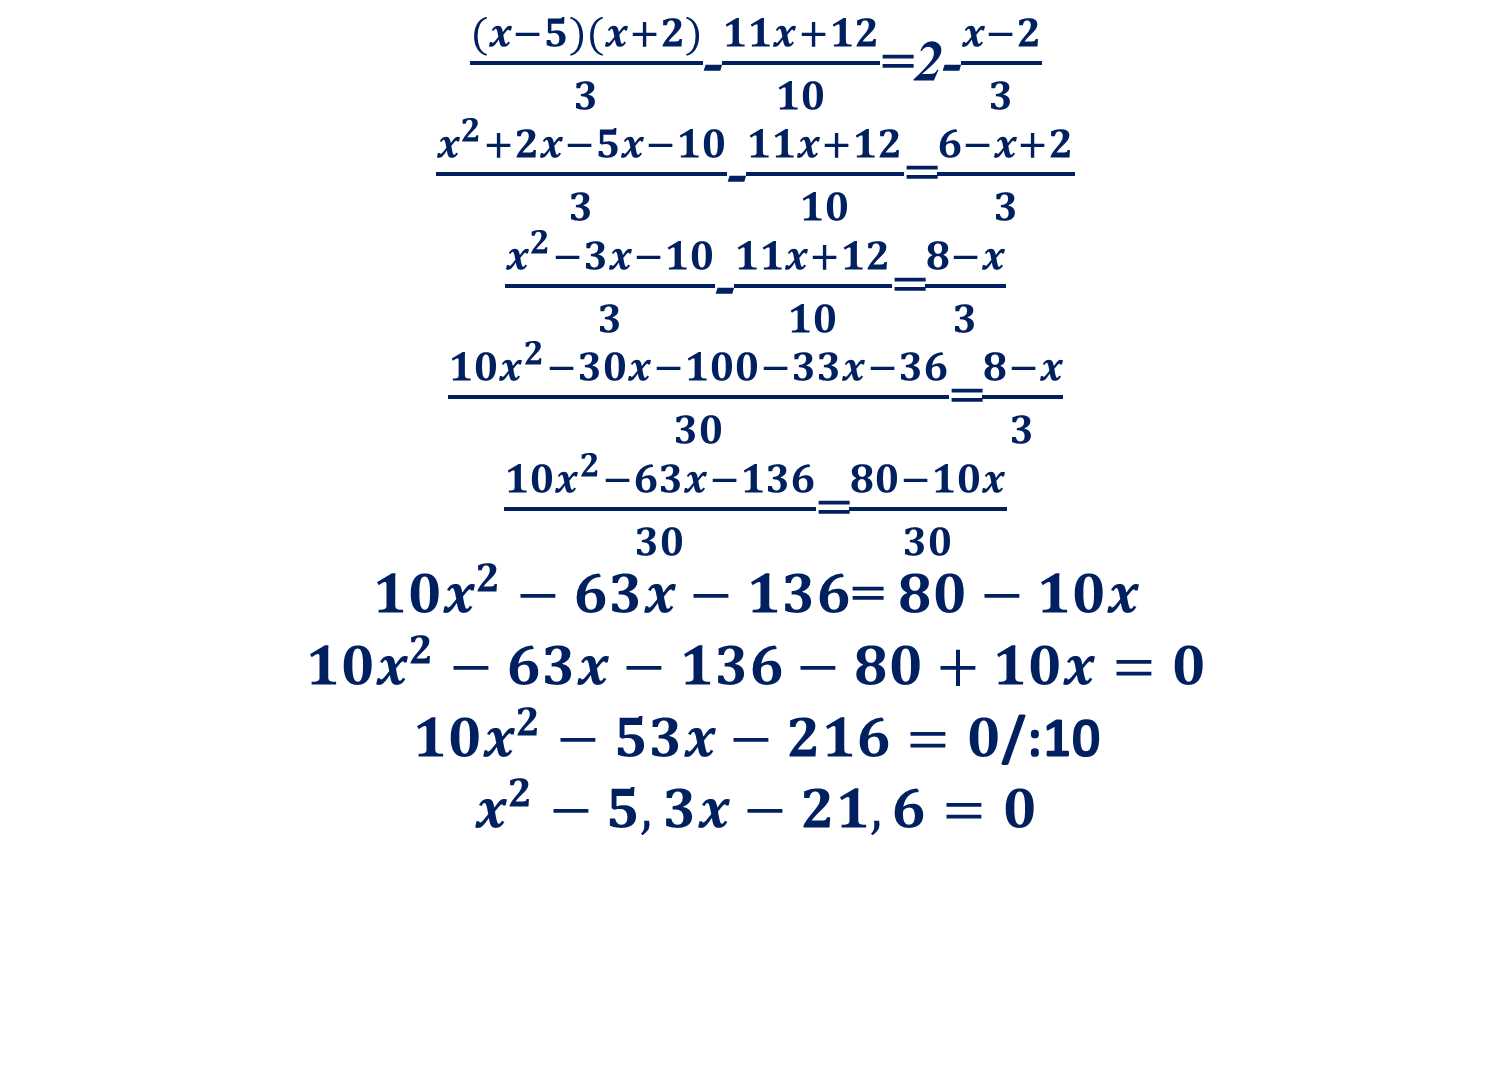 (x−5)(x+2)/3-11x+12/10=2-x−2/3
x²+2x−5x−10/3-11x+12/10=6−x+2/3
x²−3x−10/3-11x+12/10=8−x/3
10x²−30x−100−33x−36/30=8−x/3
10x²−63x−136/30=80−10x/30
10x² − 63x − 136= 80 − 10x
10x² − 63x − 136 − 80 + 10x = 0
10x² − 53x − 216 = 0/:10
x² − 5,3x − 21,6 = 0